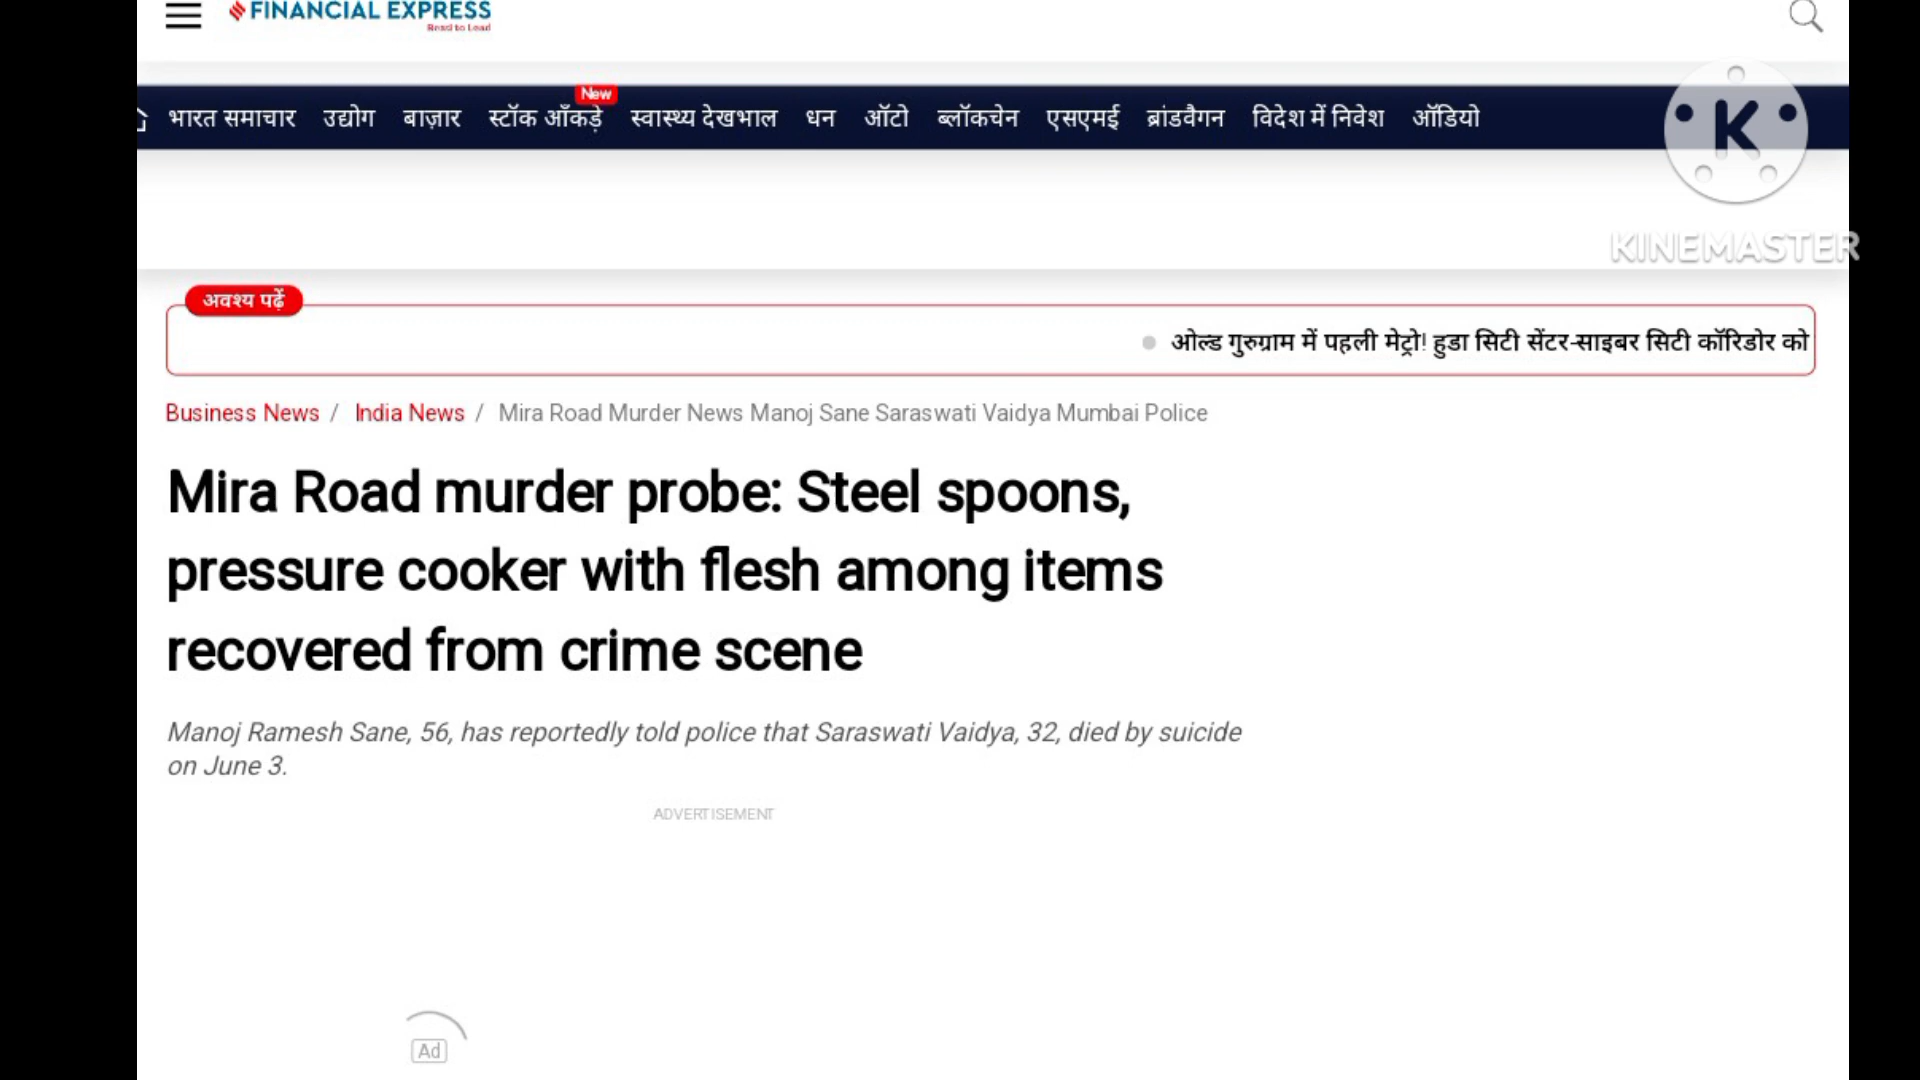 FINANCIAL EXPRESS
Read to Lead
New
भारत समाचार उद्योग बाज़ार स्टॉक आँकड़े स्वास्थ्य देखभाल धन ऑटो ब्लॉकचेन एसएमई ब्रांडवैगन विदेश में निवेश ऑडियो
K
KINEMASTER
अवश्य पढ़ें
ओल्ड गुरुग्राम में पहली मेट्रो! हुडा सिटी सेंटर-साइबर सिटी कॉरिडोर को
Business News / India News / Mira Road Murder News Manoj Sane Saraswati Vaidya Mumbai Police
Mira Road murder probe: Steel spoons,
pressure cooker with flesh among items
recovered from crime scene
Manoj Ramesh Sane, 56, has reportedly told police that Saraswati Vaidya, 32, died by suicide
on June 3.
ADVERTISEMENT
Ad